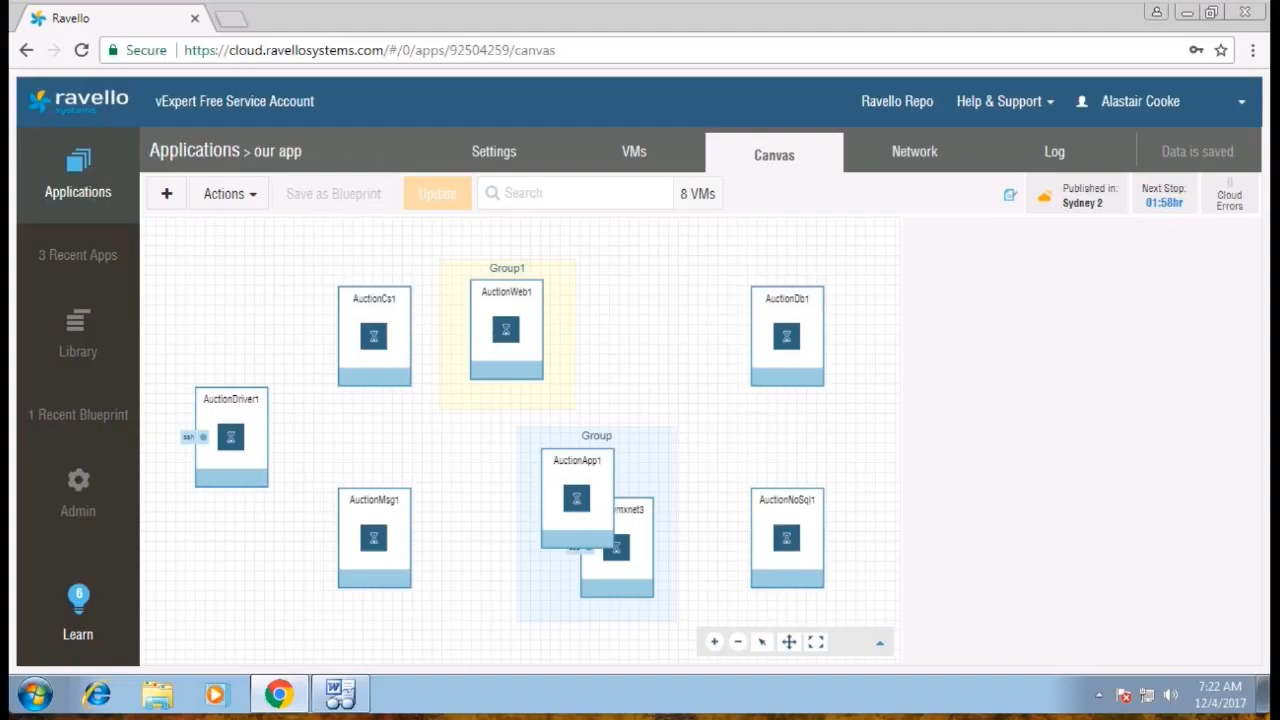 Ravello
Secure
https://cloud.ravellosystems.com/#/0/apps/92504259/canvas
ravello
systems
vExpert Free Service Account
Ravello Repo
Help & Support
Alastair Cooke
Applications
Applications > our app
Settings
VMs
Canvas
Network
Log
Data is saved.
+
Actions
Save as Blueprint
Update
Search
8 VMs
Published in:
Sydney 2
Next Stop:
01:58hr
Cloud
Errors
3 Recent Apps
Library
1 Recent Blueprint
Admin
6
Learn
Group1
AuctionCs1
AuctionWeb1
AuctionDb1
AuctionDriver1
ssh
Group
AuctionApp1
AuctionMsg1
vmxnet3
AuctionNoSql1
7:22 AM
12/4/2017